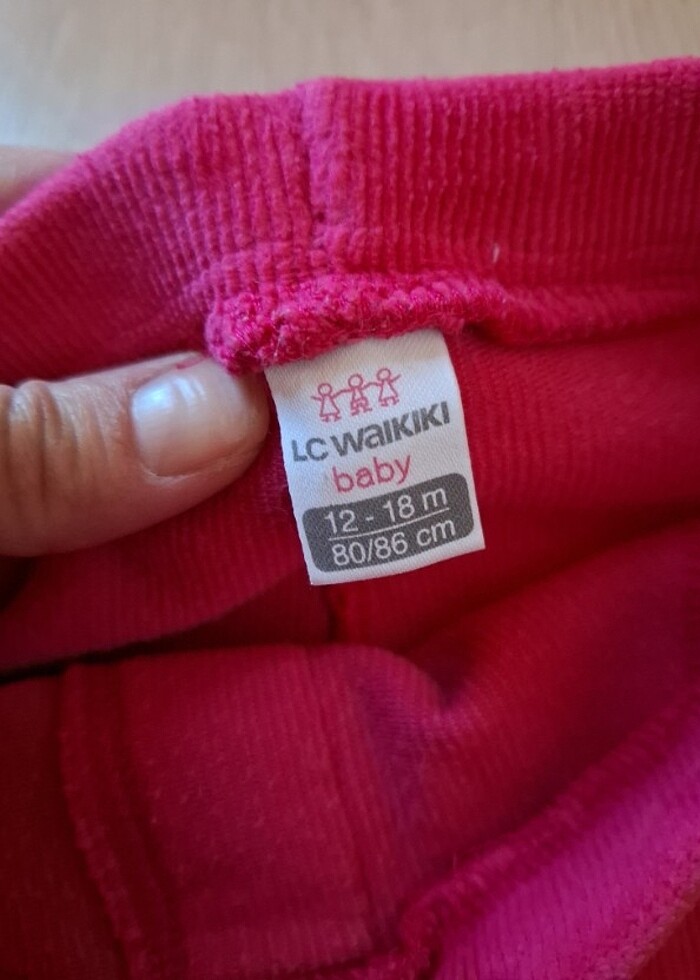 LC WAIKIKI
baby
12 - 18 m
80/86 cm